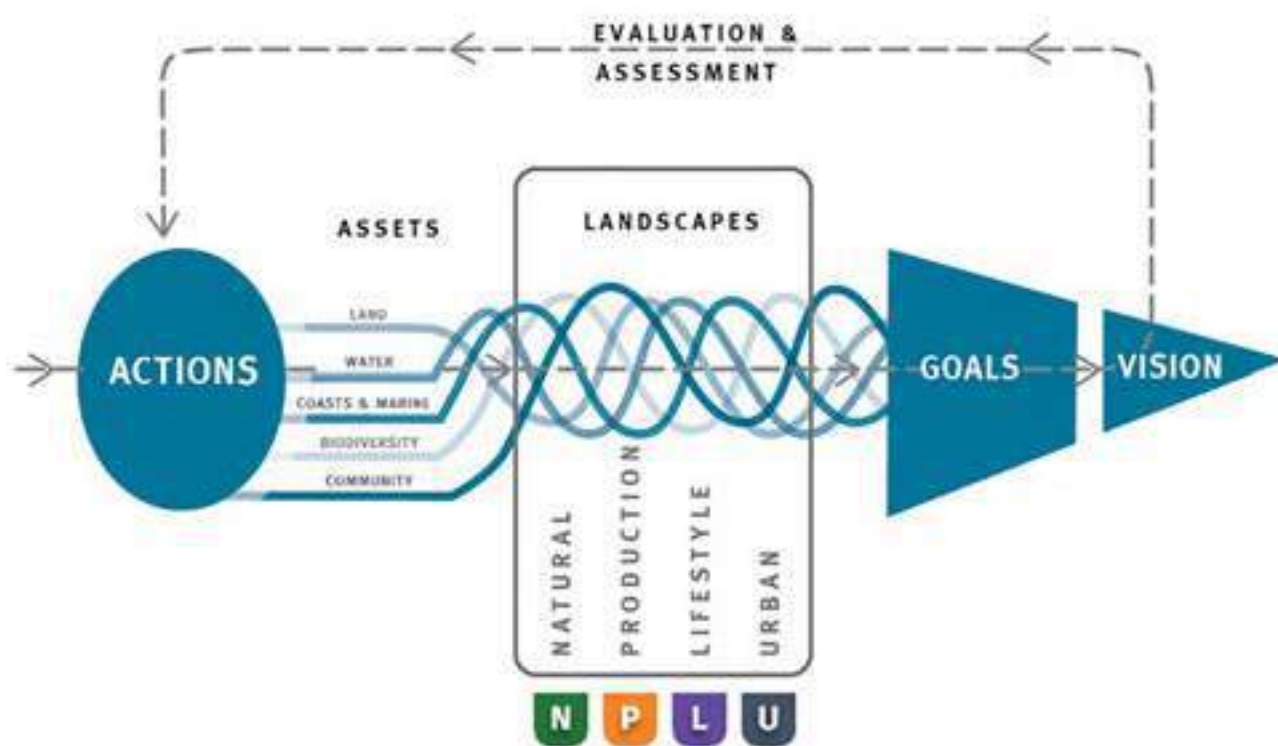 EVALUATION &
ASSESSMENT
ASSETS
LANDSCAPES
LAND
WATER
COASTS & MARINE
BIODIVERSITY
COMMUNITY
ACTIONS
GOALS
VISION
NATURAL
PRODUCTION
LIFESTYLE
URBAN
N P L U